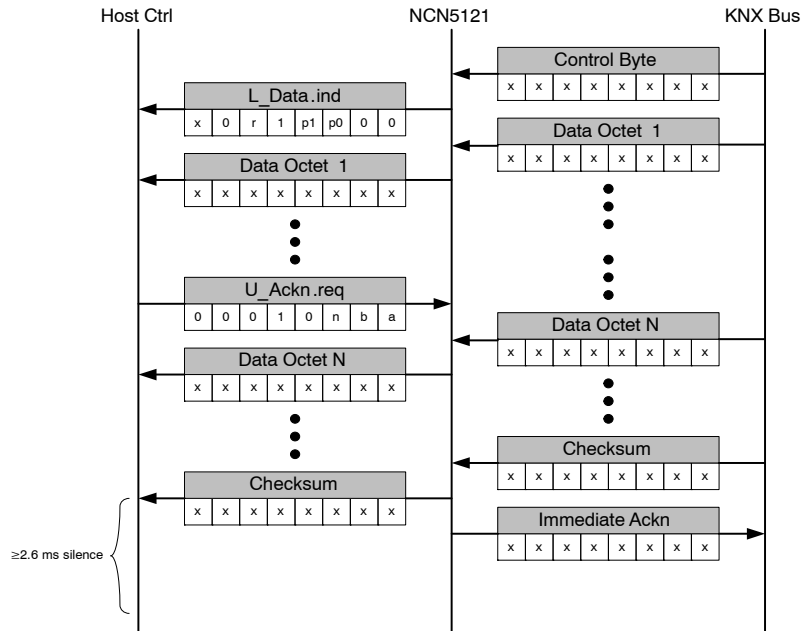 Host Ctrl NCN5121 KNX Bus
Control Byte
x x x x x x x x
L_Data.ind
x 0 r 1 p1 p0 0 0
Data Octet 1
x x x x x x x x
Data Octet 1
x x x x x x x x
U_Ackn.req
0 0 0 1 0 n b a
Data Octet N
x x x x x x x x
Data Octet N
x x x x x x x x
Checksum
x x x x x x x x
Checksum
x x x x x x x x
Immediate Ackn
x x x x x x x x
≥2.6 ms silence